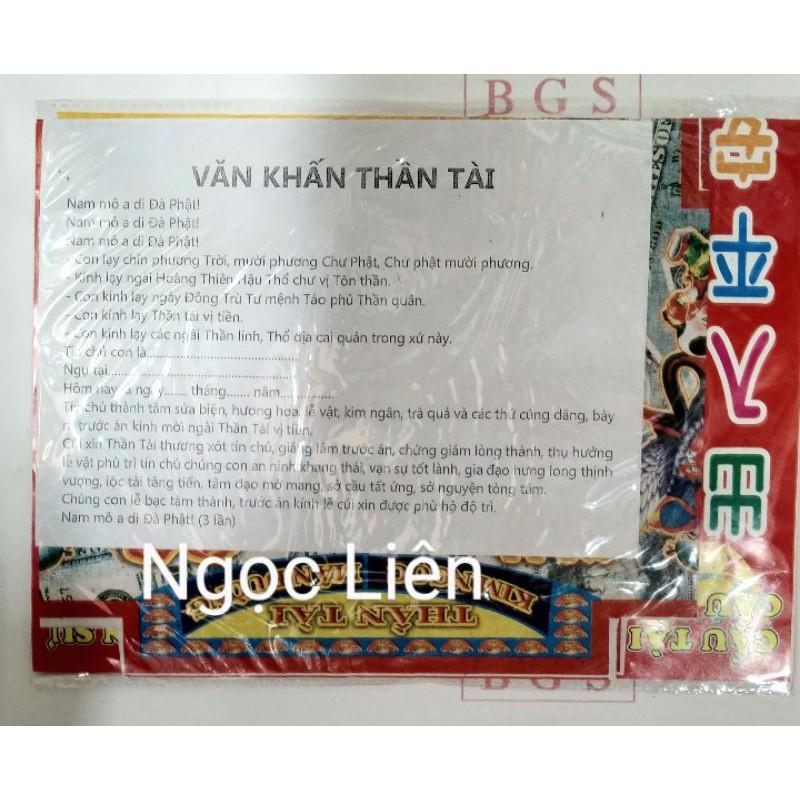 BGS
VĂN KHẤN THẦN TÀI
Nam mô a di Đà Phật!
Nam mô a di Đà Phật!
Nam mô a di Đà Phật!
- Con lạy chín phương Trời, mười phương Chư Phật, Chư phật mười phương.
- Kính lạy ngài Hoàng Thiên Hậu Thổ chư vị Tôn thần.
- Con kính lạy ngày Đông Trù Tư mệnh Táo phủ Thần quân.
- Con kính lạy Thần tài vị tiền.
- Con kính lạy các ngài Thần linh, Thổ địa cai quản trong xứ này.
Tín chủ con là......................................
Ngụ tại..............................................
Hôm nay là ngày...... tháng...... năm..............
Tín chủ thành tâm sửa biện, hương hoa, lễ vật, kim ngân, trà quả và các thứ cúng dâng, bày
ra trước án kính mời ngài Thần Tài vị tiền.
Cúi xin Thần Tài thương xót tín chủ, giáng lâm trước án, chứng giám lòng thành, thụ hưởng
lễ vật phù trì tín chủ chúng con an ninh khang thái, vạn sự tốt lành, gia đạo hưng long thịnh
vượng, lộc tài tăng tiến, tâm đạo mở mang, sở cầu tất ứng, sở nguyện tòng tâm.
Chúng con lễ bạc tâm thành, trước án kính lễ cúi xin được phù hộ độ trì.
Nam mô a di Đà Phật! (3 lần)
Ngọc Liên
THẦN TÀI
CẦU TÀI
CẦU
BGS